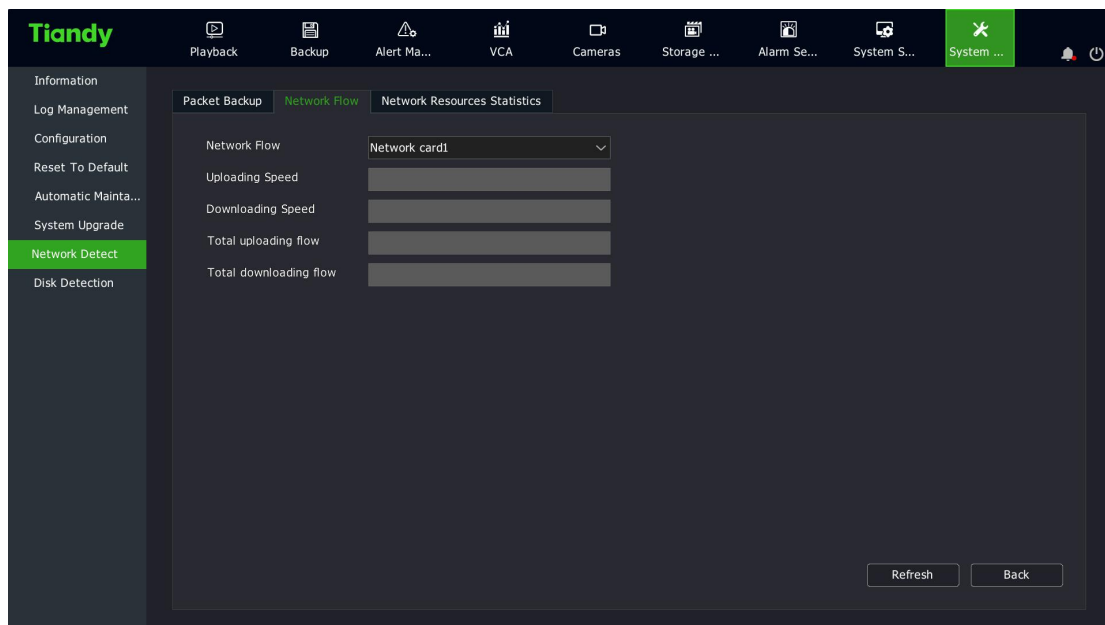 Tiandy
Playback Backup Alert Ma... VCA Cameras Storage ... Alarm Se... System S... System ...
Information
Log Management
Configuration
Reset To Default
Automatic Mainta...
System Upgrade
Network Detect
Disk Detection
Packet Backup Network Flow Network Resources Statistics
Network Flow Network card1
Uploading Speed
Downloading Speed
Total uploading flow
Total downloading flow
Refresh Back